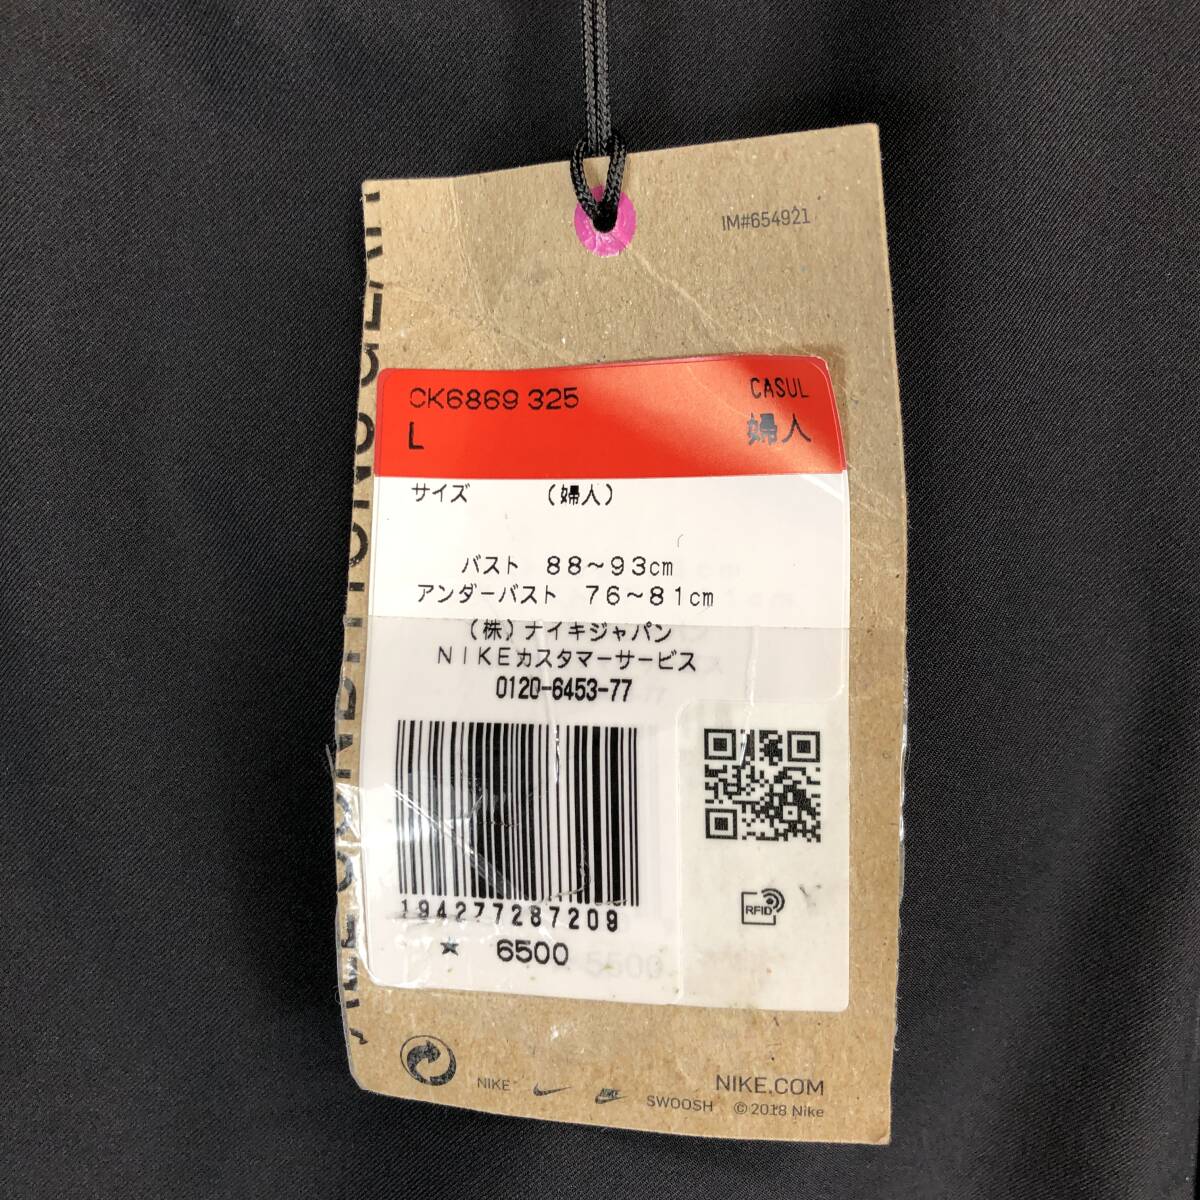 IM#654921
CK6869 325 CASUL
L 婦人
サイズ (婦人)
バスト 88~93cm
アンダーバスト 76~81cm
(株)ナイキジャパン
NIKEカスタマーサービス
0120-6453-77
194277287209
★ 6500
RFID
NIKE
NIKE.COM
SWOOSH ©2018 Nike